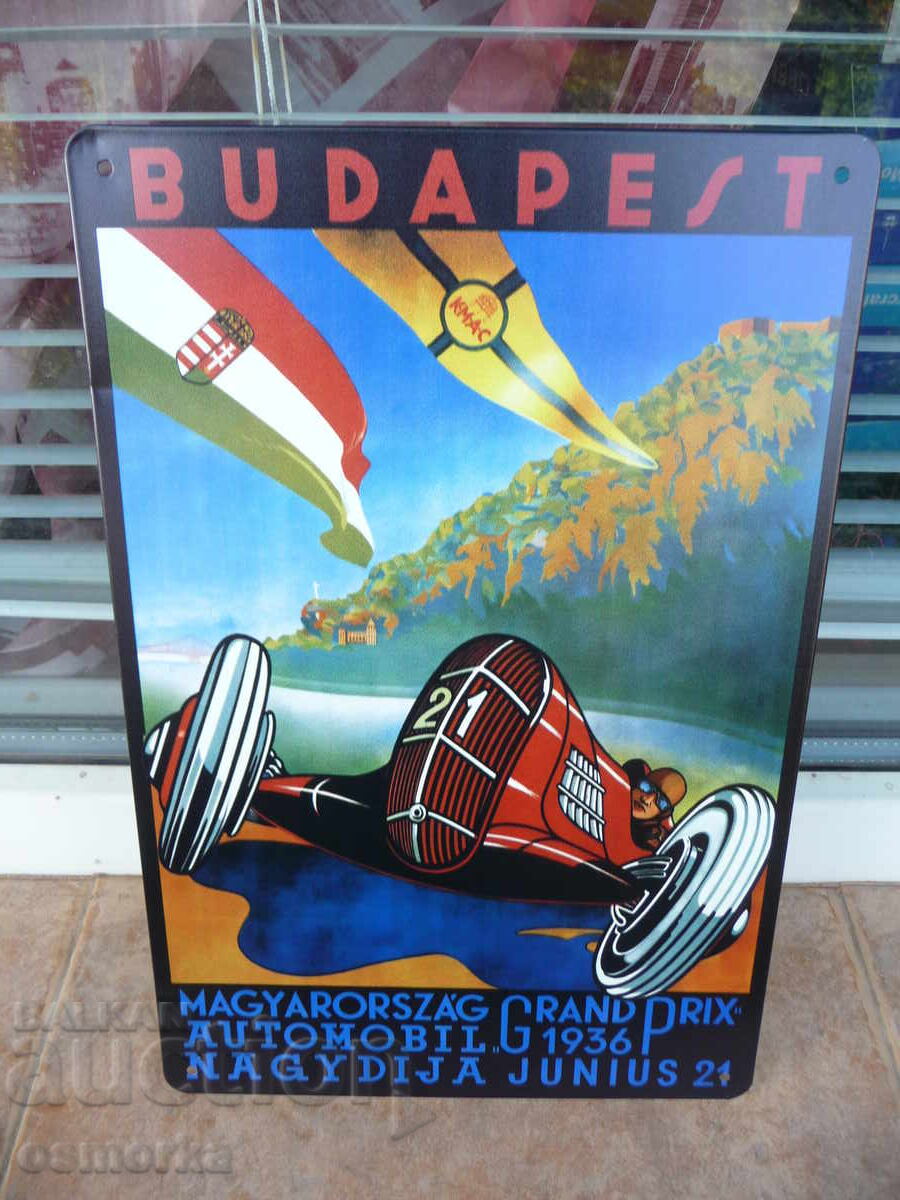 BUDAPEST
KMAC
21
MAGYARORSZÁG „GRAND PRIX"
AUTOMOBIL 1936
NAGYDIJA JUNIUS 21
BALKAN
auction
osmorka